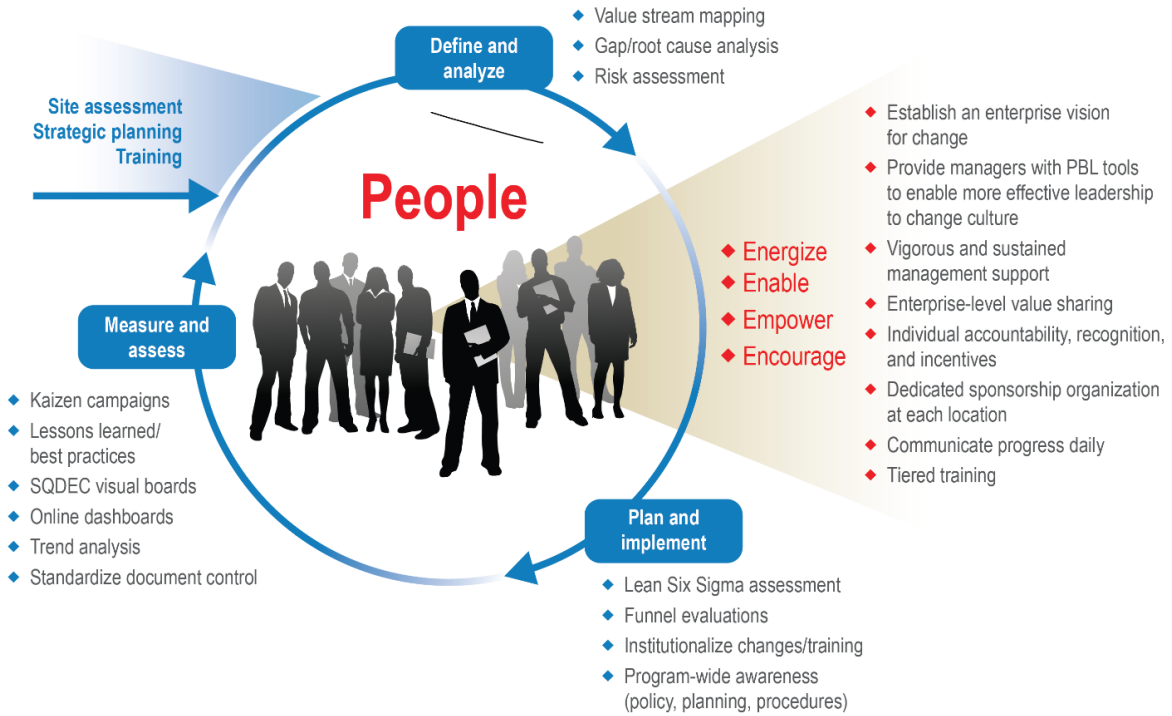 Define and
analyze
Value stream mapping
Gap/root cause analysis
Risk assessment
Site assessment
Strategic planning
Training
People
Energize
Enable
Empower
Encourage
Establish an enterprise vision
for change
Provide managers with PBL tools
to enable more effective leadership
to change culture
Vigorous and sustained
management support
Enterprise-level value sharing
Individual accountability, recognition,
and incentives
Dedicated sponsorship organization
at each location
Communicate progress daily
Tiered training
Measure and
assess
Kaizen campaigns
Lessons learned/
best practices
SQDEC visual boards
Online dashboards
Trend analysis
Standardize document control
Plan and
implement
Lean Six Sigma assessment
Funnel evaluations
Institutionalize changes/training
Program-wide awareness
(policy, planning, procedures)